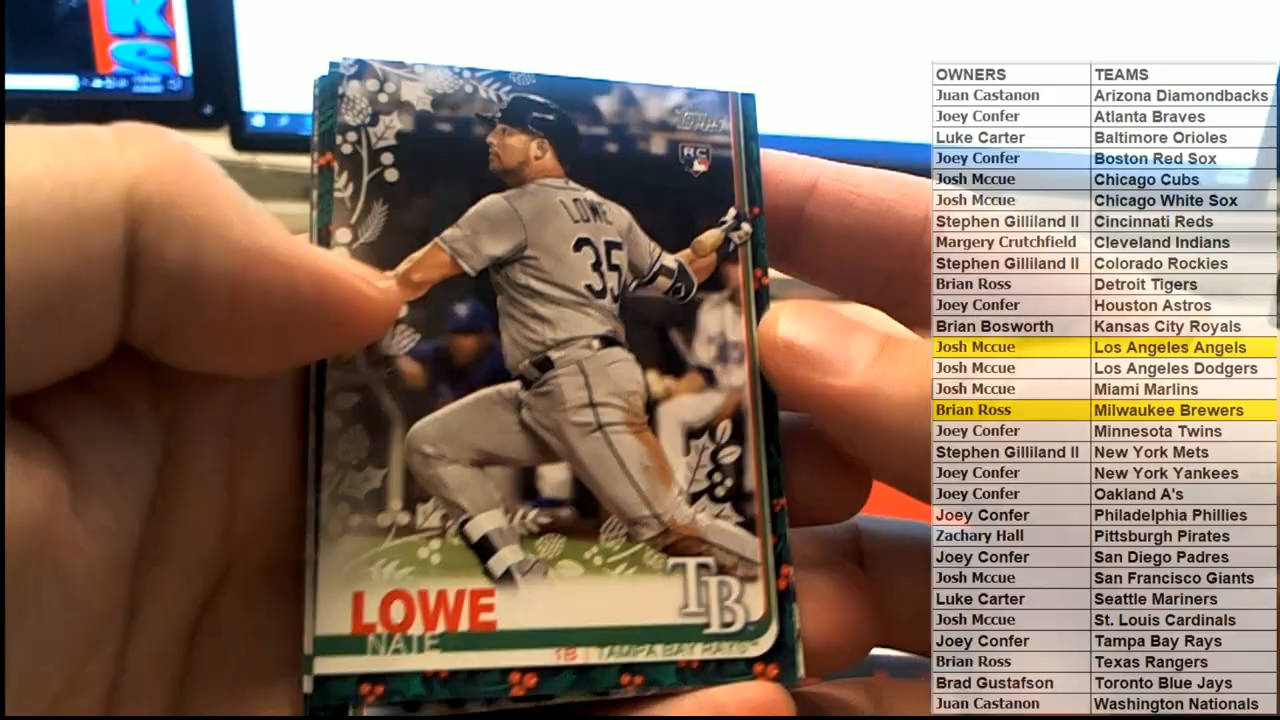 KS
Topps
RC
LOWE
35
TB
LOWE
NATE
1B | TAMPA BAY RAYS™
OWNERS TEAMS
Juan Castanon Arizona Diamondbacks
Joey Confer Atlanta Braves
Luke Carter Baltimore Orioles
Joey Confer Boston Red Sox
Josh Mccue Chicago Cubs
Josh Mccue Chicago White Sox
Stephen Gilliland II Cincinnati Reds
Margery Crutchfield Cleveland Indians
Stephen Gilliland II Colorado Rockies
Brian Ross Detroit Tigers
Joey Confer Houston Astros
Brian Bosworth Kansas City Royals
Josh Mccue Los Angeles Angels
Josh Mccue Los Angeles Dodgers
Josh Mccue Miami Marlins
Brian Ross Milwaukee Brewers
Joey Confer Minnesota Twins
Stephen Gilliland II New York Mets
Joey Confer New York Yankees
Joey Confer Oakland A's
Joey Confer Philadelphia Phillies
Zachary Hall Pittsburgh Pirates
Joey Confer San Diego Padres
Josh Mccue San Francisco Giants
Luke Carter Seattle Mariners
Josh Mccue St. Louis Cardinals
Joey Confer Tampa Bay Rays
Brian Ross Texas Rangers
Brad Gustafson Toronto Blue Jays
Juan Castanon Washington Nationals